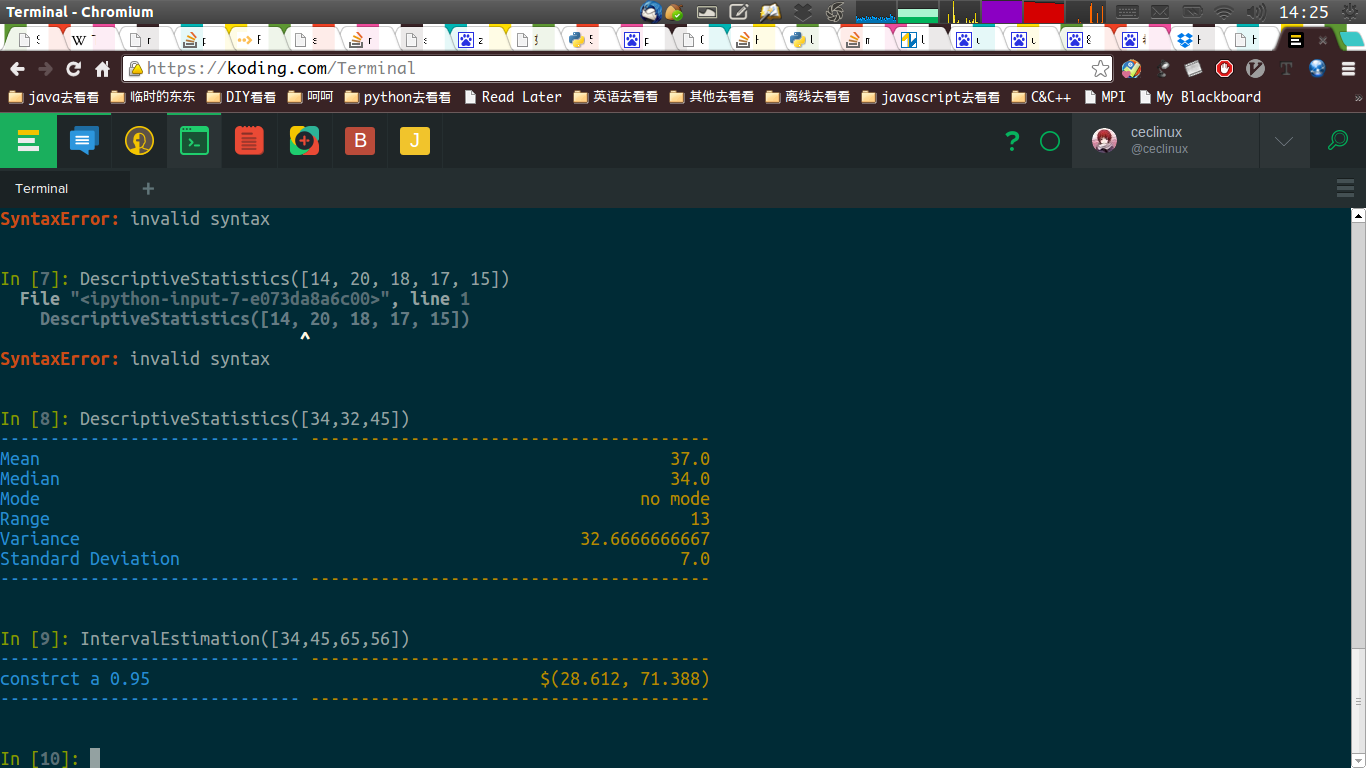 Terminal - Chromium
14:25
https://koding.com/Terminal
java去看看 临时的东东 DIY看看 呵呵 python去看看 Read Later 英语去看看 其他去看看 离线去看看 javascript去看看 C&C++ MPI My Blackboard »
B J ? ceclinux
@ceclinux
Terminal +
SyntaxError: invalid syntax
In [7]: DescriptiveStatistics([14, 20, 18, 17, 15])
File "<ipython-input-7-e073da8a6c00>", line 1
DescriptiveStatistics([14, 20, 18, 17, 15])
^
SyntaxError: invalid syntax
In [8]: DescriptiveStatistics([34,32,45])
------------------------------ ----------------------------------------
Mean 37.0
Median 34.0
Mode no mode
Range 13
Variance 32.6666666667
Standard Deviation 7.0
------------------------------ ----------------------------------------
In [9]: IntervalEstimation([34,45,65,56])
------------------------------ ----------------------------------------
constrct a 0.95 $(28.612, 71.388)
------------------------------ ----------------------------------------
In [10]: